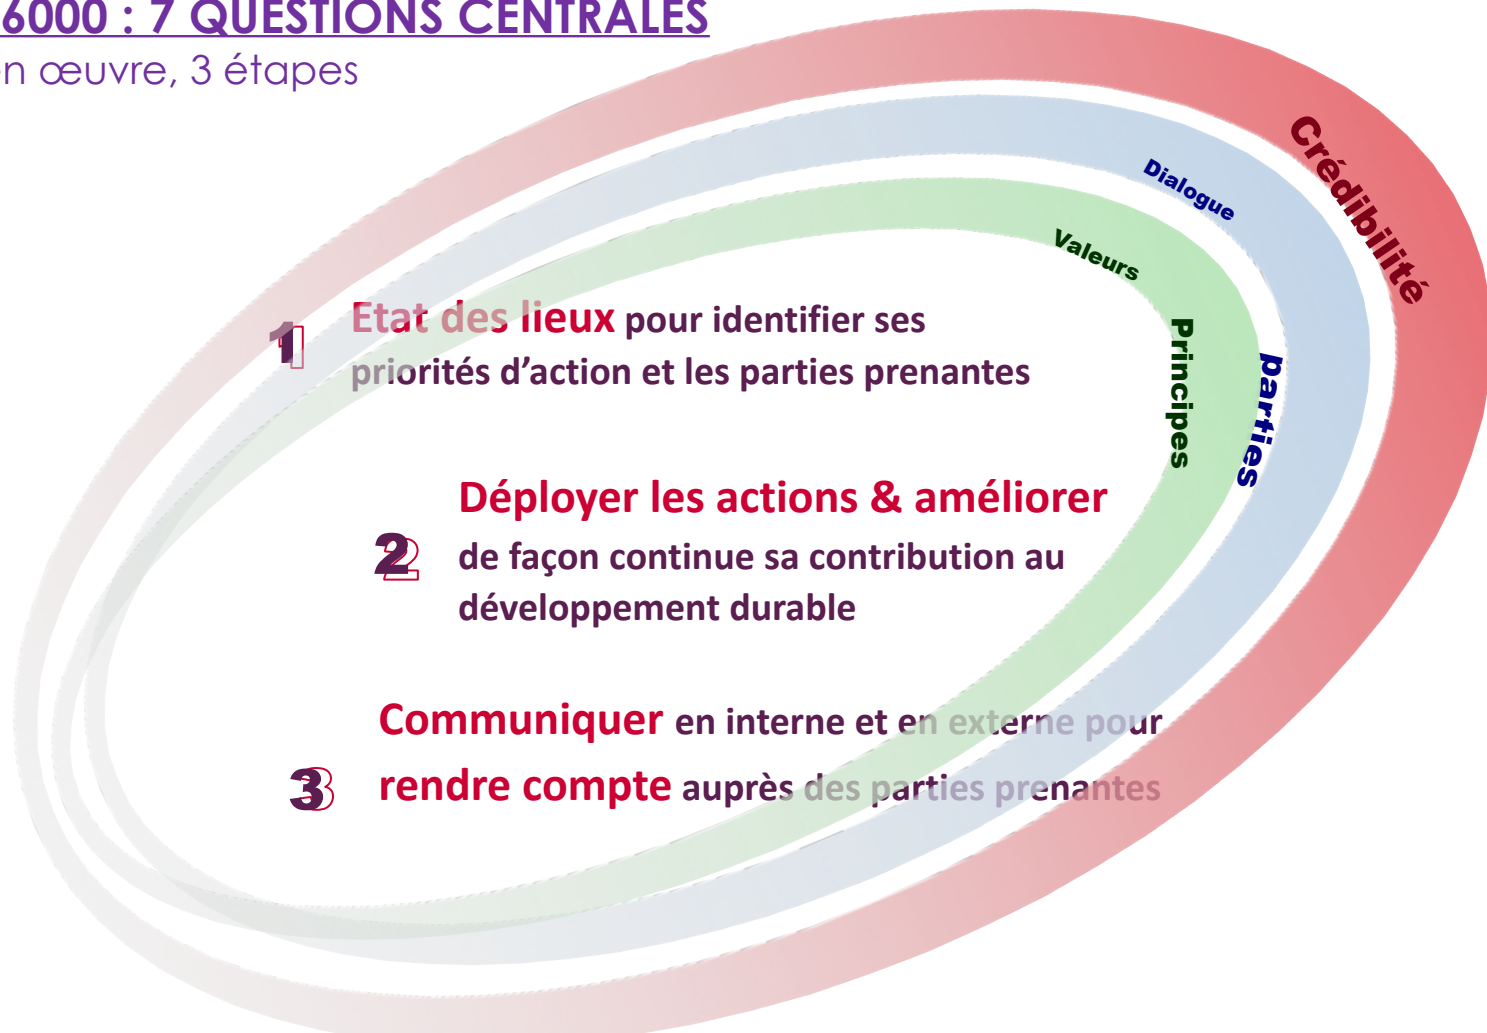 6000 : 7 QUESTIONS CENTRALES
en œuvre, 3 étapes
Crédibilité
Dialogue
Valeurs
Principes
parties
1 Etat des lieux pour identifier ses
priorités d’action et les parties prenantes
Déployer les actions & améliorer
2 de façon continue sa contribution au
développement durable
Communiquer en interne et en externe pour
3 rendre compte auprès des parties prenantes